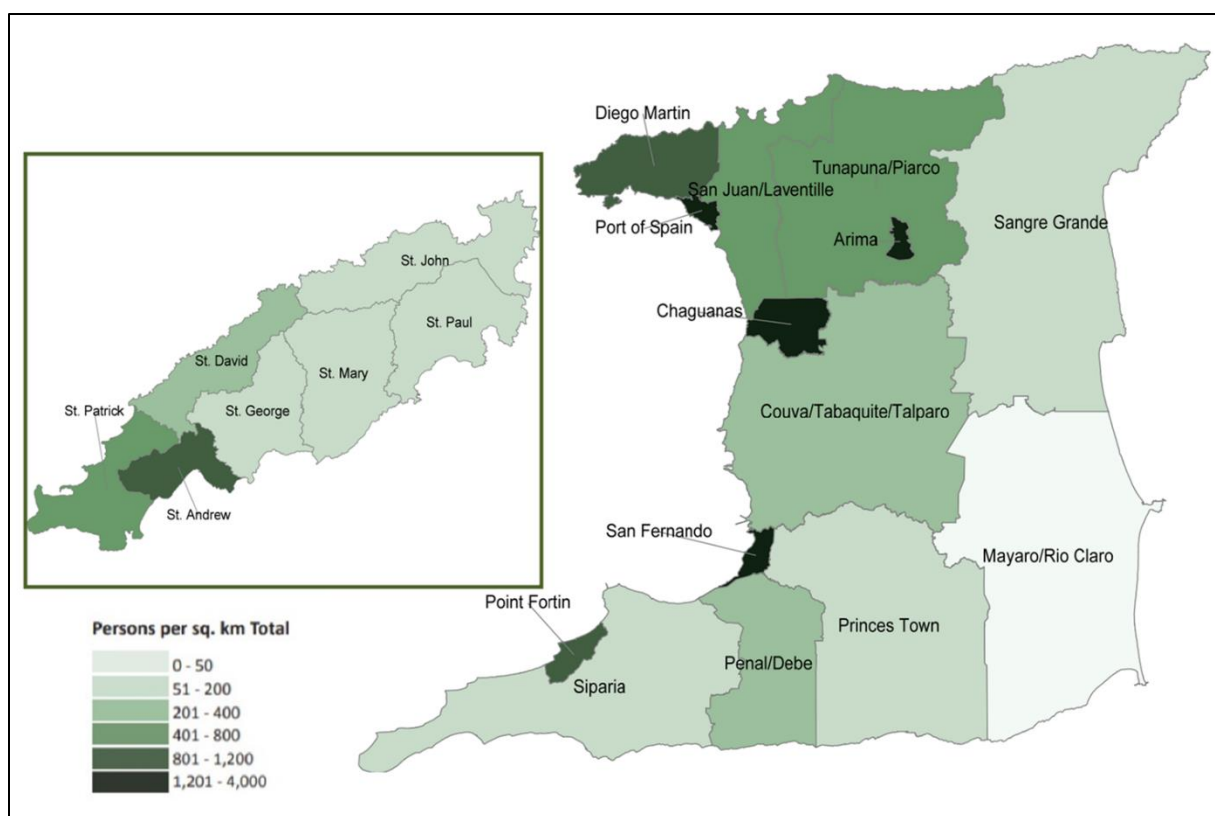 Diego Martin
Tunapuna/Piarco
San Juan/Laventille
Sangre Grande
Port of Spain
Arima
St. John
Chaguanas
St. Paul
St. David
St. Mary
St. George
St. Patrick
Couva/Tabaquite/Talparo
St. Andrew
San Fernando
Mayaro/Rio Claro
Point Fortin
Princes Town
Persons per sq. km Total
Penal/Debe
Siparia
0 - 50
51 - 200
201 - 400
401 - 800
801 - 1,200
1,201 - 4,000